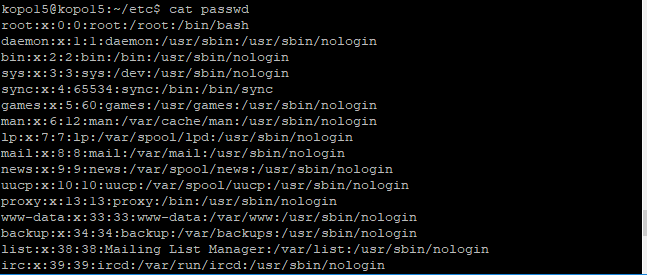 kopo15@kopo15:~/etc$ cat passwd
root:x:0:0:root:/root:/bin/bash
daemon:x:1:1:daemon:/usr/sbin:/usr/sbin/nologin
bin:x:2:2:bin:/bin:/usr/sbin/nologin
sys:x:3:3:sys:/dev:/usr/sbin/nologin
sync:x:4:65534:sync:/bin:/bin/sync
games:x:5:60:games:/usr/games:/usr/sbin/nologin
man:x:6:12:man:/var/cache/man:/usr/sbin/nologin
lp:x:7:7:lp:/var/spool/lpd:/usr/sbin/nologin
mail:x:8:8:mail:/var/mail:/usr/sbin/nologin
news:x:9:9:news:/var/spool/news:/usr/sbin/nologin
uucp:x:10:10:uucp:/var/spool/uucp:/usr/sbin/nologin
proxy:x:13:13:proxy:/bin:/usr/sbin/nologin
www-data:x:33:33:www-data:/var/www:/usr/sbin/nologin
backup:x:34:34:backup:/var/backups:/usr/sbin/nologin
list:x:38:38:Mailing List Manager:/var/list:/usr/sbin/nologin
irc:x:39:39:ircd:/var/run/ircd:/usr/sbin/nologin